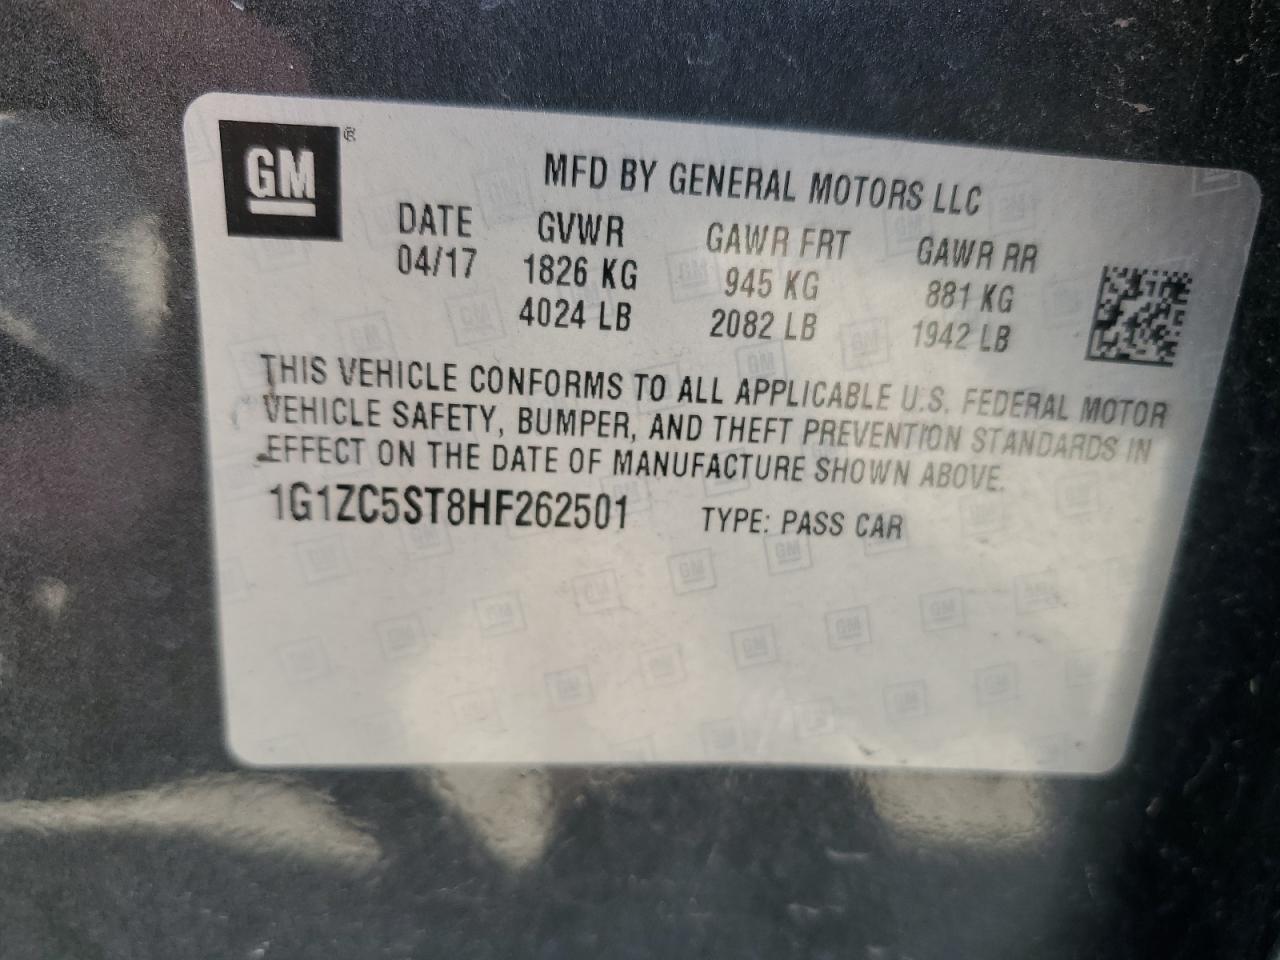 GM®
MFD BY GENERAL MOTORS LLC
DATE GVWR GAWR FRT GAWR RR
04/17 1826 KG 945 KG 881 KG
4024 LB 2082 LB 1942 LB
THIS VEHICLE CONFORMS TO ALL APPLICABLE U.S. FEDERAL MOTOR
VEHICLE SAFETY, BUMPER, AND THEFT PREVENTION STANDARDS IN
EFFECT ON THE DATE OF MANUFACTURE SHOWN ABOVE.
1G1ZC5ST8HF262501 TYPE: PASS CAR